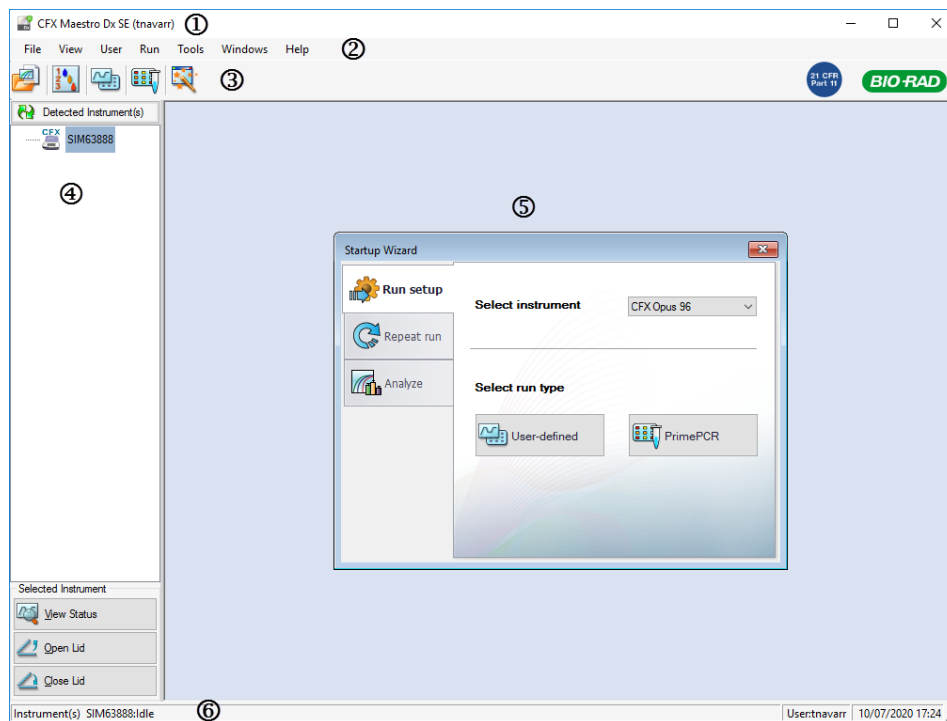 CFX Maestro Dx SE (tnavarr) ①
File View User Run Tools Windows Help ②
1 2 3 ③ 21 CFR Part 11 BIO-RAD
Detected Instrument(s)
CFX SIM63888
④
⑤
Startup Wizard
Run setup
Repeat run
Analyze
Select instrument CFX Opus 96
Select run type
User-defined PrimePCR
Selected Instrument
View Status
Open Lid
Close Lid
Instrument(s) SIM63888:Idle ⑥ User:tnavarr 10/07/2020 17:24